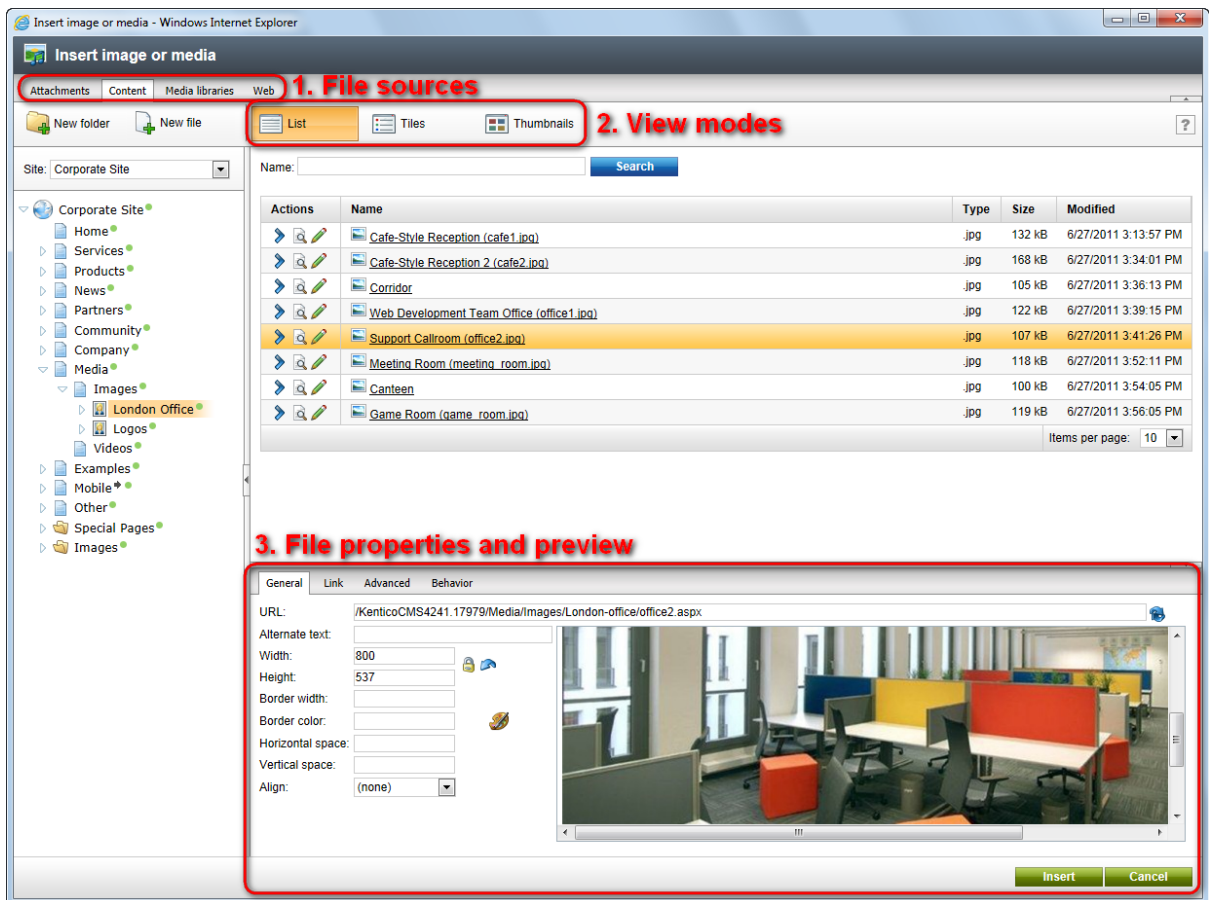 Insert image or media - Windows Internet Explorer
Insert image or media
Attachments Content Media libraries Web 1. File sources
New folder New file List Tiles Thumbnails 2. View modes ?
Site: Corporate Site Name: Search
Corporate Site
Home
Services
Products
News
Partners
Community
Company
Media
Images
London Office
Logos
Videos
Examples
Mobile
Other
Special Pages
Images
Actions Name Type Size Modified
Cafe-Style Reception (cafe1.jpg) .jpg 132 kB 6/27/2011 3:13:57 PM
Cafe-Style Reception 2 (cafe2.jpg) .jpg 168 kB 6/27/2011 3:34:01 PM
Corridor .jpg 105 kB 6/27/2011 3:36:13 PM
Web Development Team Office (office1.jpg) .jpg 122 kB 6/27/2011 3:39:15 PM
Support Callroom (office2.jpg) .jpg 107 kB 6/27/2011 3:41:26 PM
Meeting Room (meeting_room.jpg) .jpg 118 kB 6/27/2011 3:52:11 PM
Canteen .jpg 100 kB 6/27/2011 3:54:05 PM
Game Room (game_room.jpg) .jpg 119 kB 6/27/2011 3:56:05 PM
Items per page: 10
3. File properties and preview
General Link Advanced Behavior
URL: /KenticoCMS4241.17979/Media/Images/London-office/office2.aspx
Alternate text:
Width: 800
Height: 537
Border width:
Border color:
Horizontal space:
Vertical space:
Align: (none)
Insert Cancel